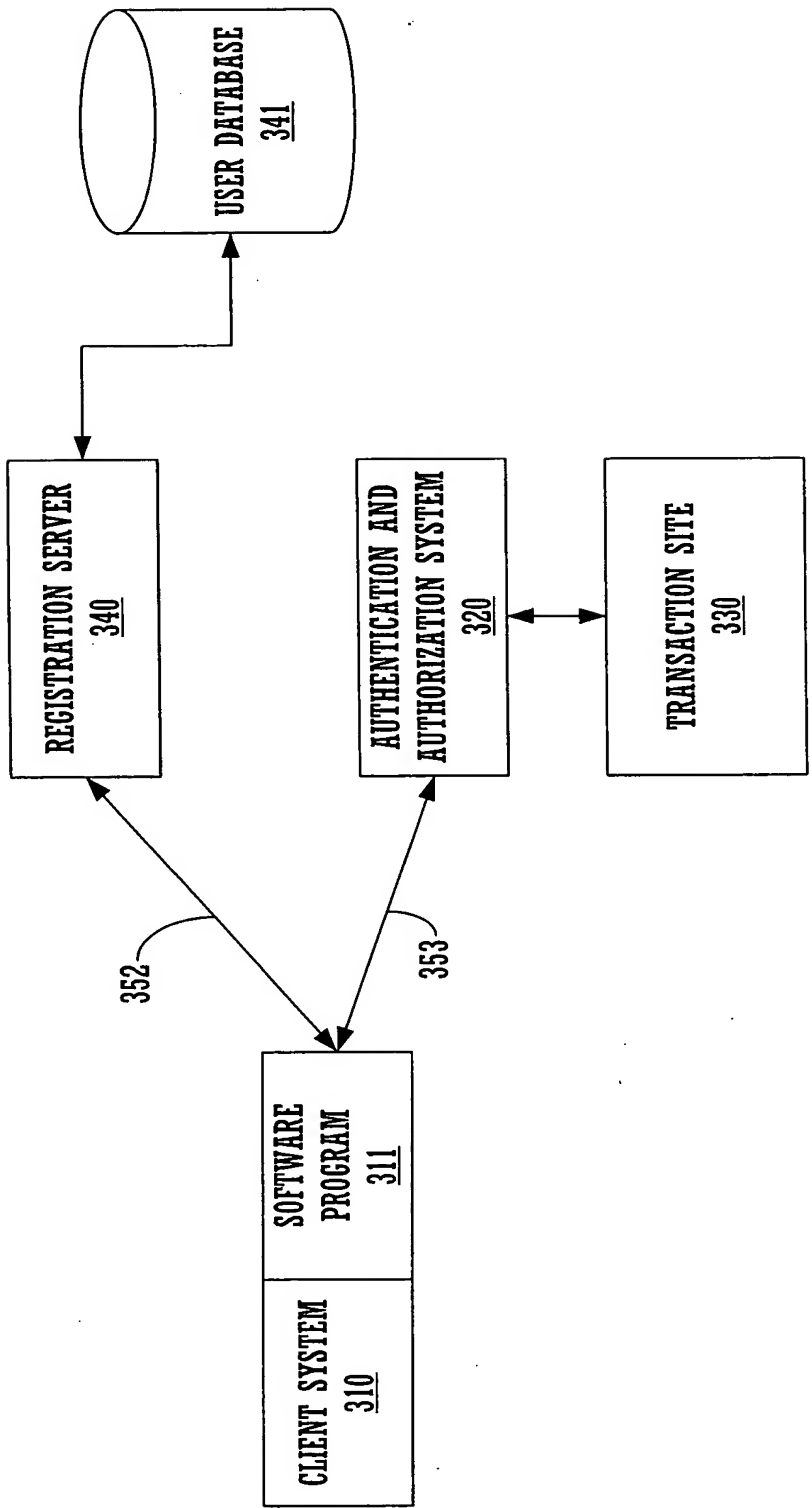 CLIENT SYSTEM
310
SOFTWARE
PROGRAM
311
352
353
REGISTRATION SERVER
340
AUTHENTICATION AND
AUTHORIZATION SYSTEM
320
TRANSACTION SITE
330
USER DATABASE
341